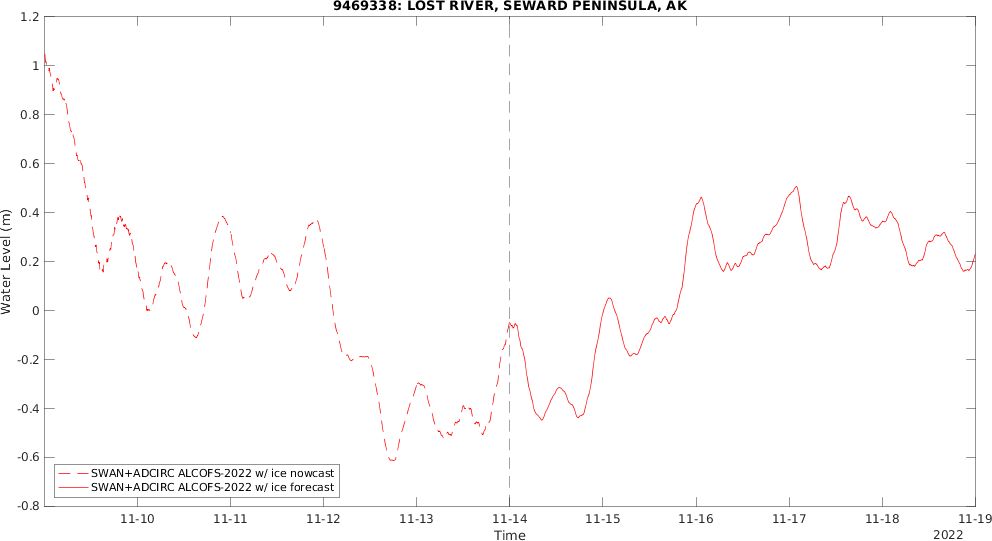 9469338: LOST RIVER, SEWARD PENINSULA, AK
1.2
1
0.8
0.6
0.4
0.2
0
-0.2
-0.4
-0.6
-0.8
Water Level (m)
SWAN+ADCIRC ALCOFS-2022 w/ ice nowcast
SWAN+ADCIRC ALCOFS-2022 w/ ice forecast
11-10 11-11 11-12 11-13 11-14 11-15 11-16 11-17 11-18 11-19
Time
2022